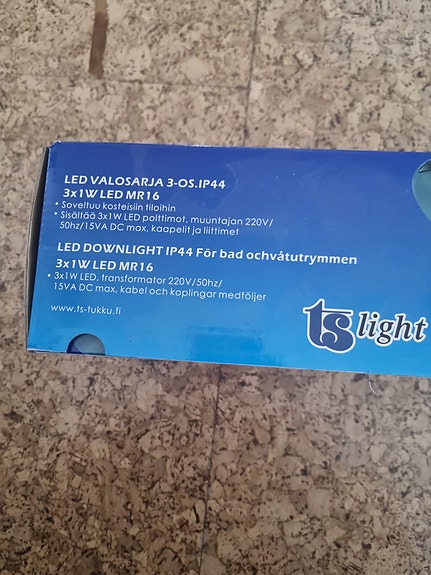 LED VALOSARJA 3-OS.IP44
3x1W LED MR16
• Soveltuu kosteisiin tiloihin
• Sisältää 3x1W LED polttimot, muuntajan 220V/
50hz/15VA DC max, kaapelit ja liittimet
LED DOWNLIGHT IP44 För bad ochvåtutrymmen
3x1W LED MR16
• 3x1W LED, transformator 220V/50hz/
15VA DC max, kabel och koplingar medföljer
www.ts-tukku.fi
ts light